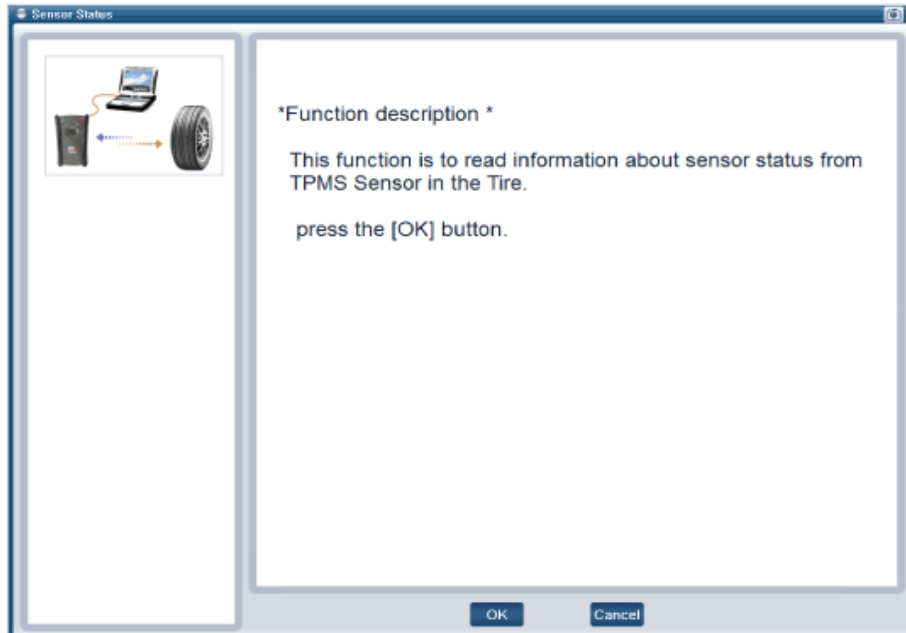 Sensor Status
*Function description *
This function is to read information about sensor status from
TPMS Sensor in the Tire.
press the [OK] button.
OK
Cancel